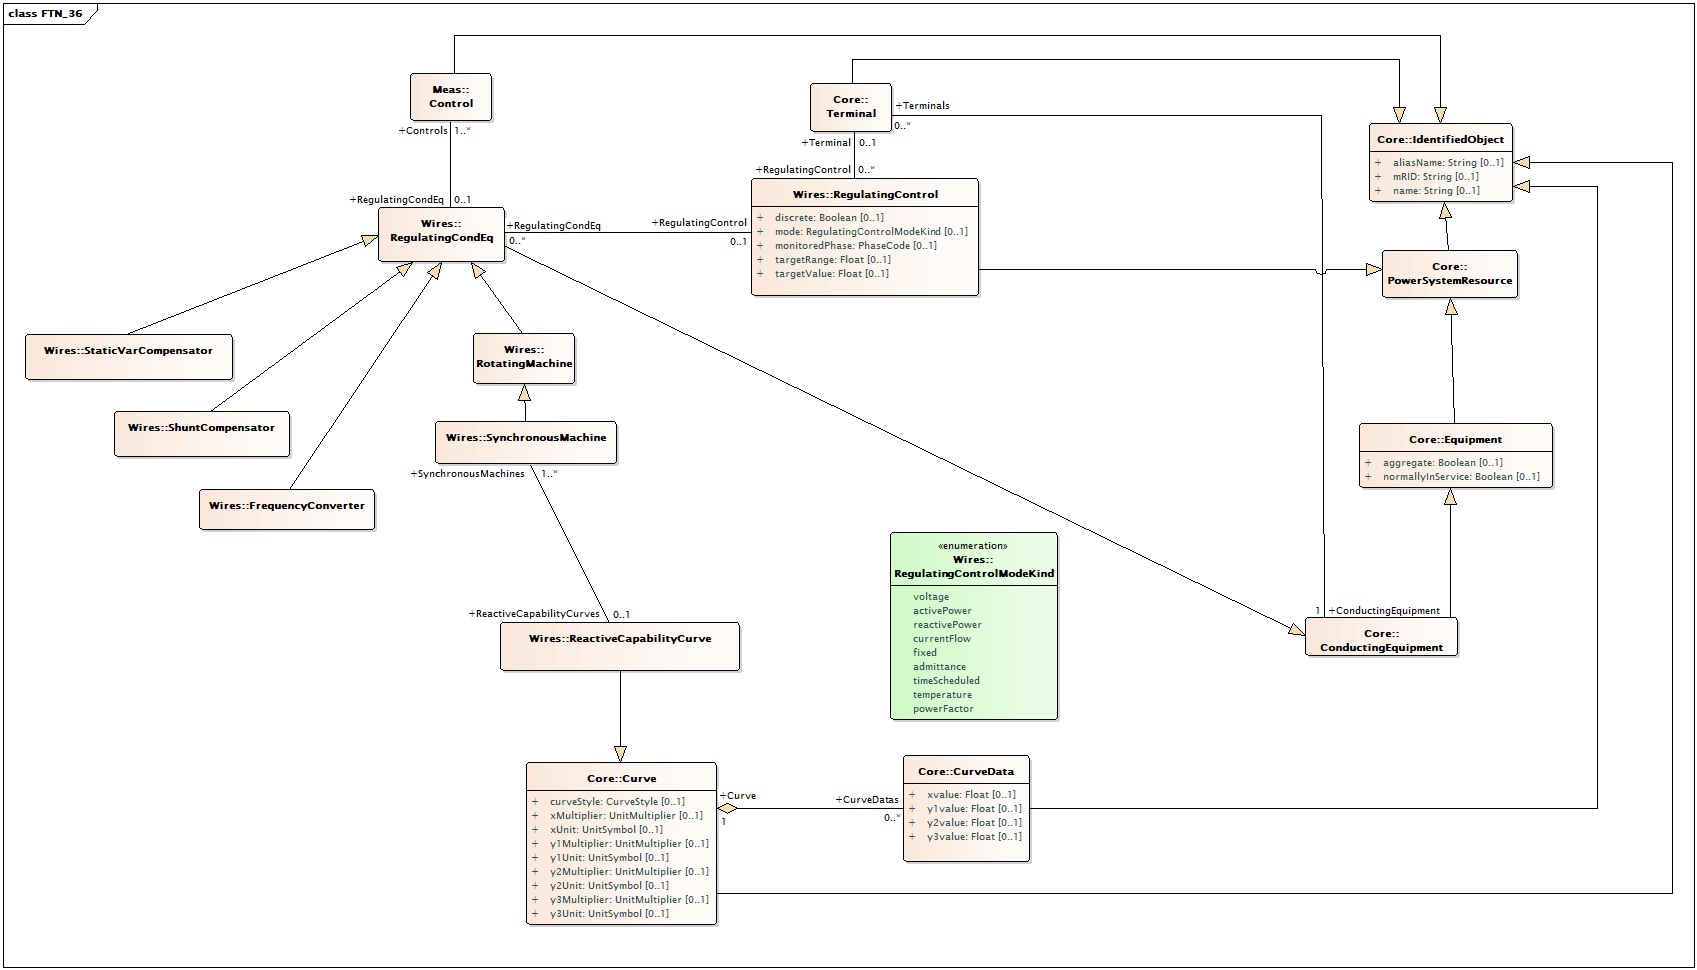 class FTN_36
Meas::
Control
+Controls 1..*
+RegulatingCondEq 0..1
Wires::
RegulatingCondEq
+RegulatingCondEq
0..*
+RegulatingControl
0..1
Core::
Terminal
+Terminals
0..*
+Terminal 0..1
+RegulatingControl 0..*
Wires::RegulatingControl
+ discrete: Boolean [0..1]
+ mode: RegulatingControlModeKind [0..1]
+ monitoredPhase: PhaseCode [0..1]
+ targetRange: Float [0..1]
+ targetValue: Float [0..1]
Core::IdentifiedObject
+ aliasName: String [0..1]
+ mRID: String [0..1]
+ name: String [0..1]
Core::
PowerSystemResource
Wires::StaticVarCompensator
Wires::ShuntCompensator
Wires::FrequencyConverter
Wires::
RotatingMachine
Wires::SynchronousMachine
+SynchronousMachines 1..*
+ReactiveCapabilityCurves 0..1
Wires::ReactiveCapabilityCurve
Core::Equipment
+ aggregate: Boolean [0..1]
+ normallyInService: Boolean [0..1]
«enumeration»
Wires::
RegulatingControlModeKind
voltage
activePower
reactivePower
currentFlow
fixed
admittance
timeScheduled
temperature
powerFactor
1 +ConductingEquipment
Core::
ConductingEquipment
Core::Curve
+ curveStyle: CurveStyle [0..1]
+ xMultiplier: UnitMultiplier [0..1]
+ xUnit: UnitSymbol [0..1]
+ y1Multiplier: UnitMultiplier [0..1]
+ y1Unit: UnitSymbol [0..1]
+ y2Multiplier: UnitMultiplier [0..1]
+ y2Unit: UnitSymbol [0..1]
+ y3Multiplier: UnitMultiplier [0..1]
+ y3Unit: UnitSymbol [0..1]
+Curve
1
+CurveDatas
0..*
Core::CurveData
+ xvalue: Float [0..1]
+ y1value: Float [0..1]
+ y2value: Float [0..1]
+ y3value: Float [0..1]